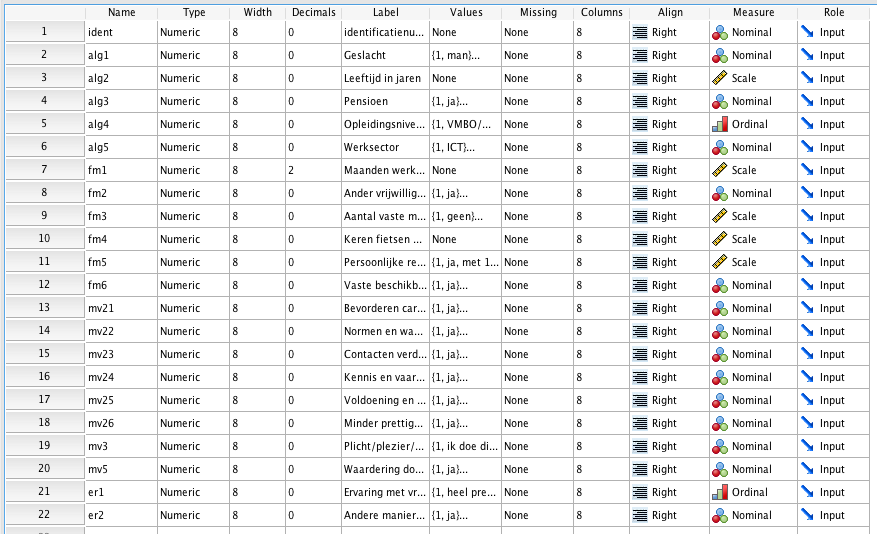 Name Type Width Decimals Label Values Missing Columns Align Measure Role
1 ident Numeric 8 0 identificatienu... None None 8 Right Nominal Input
2 alg1 Numeric 8 0 Geslacht {1, man}... None 8 Right Nominal Input
3 alg2 Numeric 8 0 Leeftijd in jaren None None 8 Right Scale Input
4 alg3 Numeric 8 0 Pensioen {1, ja}... None 8 Right Nominal Input
5 alg4 Numeric 8 0 Opleidingsnive... {1, VMBO/... None 8 Right Ordinal Input
6 alg5 Numeric 8 0 Werksector {1, ICT}... None 8 Right Nominal Input
7 fm1 Numeric 8 2 Maanden werk... None None 8 Right Scale Input
8 fm2 Numeric 8 0 Ander vrijwillig... {1, ja}... None 8 Right Nominal Input
9 fm3 Numeric 8 0 Aantal vaste m... {1, geen}... None 8 Right Scale Input
10 fm4 Numeric 8 0 Keren fietsen ... None None 8 Right Scale Input
11 fm5 Numeric 8 0 Persoonlijke re... {1, ja, met 1... None 8 Right Scale Input
12 fm6 Numeric 8 0 Vaste beschikb... {1, ja}... None 8 Right Nominal Input
13 mv21 Numeric 8 0 Bevorderen car... {1, ja}... None 8 Right Nominal Input
14 mv22 Numeric 8 0 Normen en wa... {1, ja}... None 8 Right Nominal Input
15 mv23 Numeric 8 0 Contacten verd... {1, ja}... None 8 Right Nominal Input
16 mv24 Numeric 8 0 Kennis en vaar... {1, ja}... None 8 Right Nominal Input
17 mv25 Numeric 8 0 Voldoening en ... {1, ja}... None 8 Right Nominal Input
18 mv26 Numeric 8 0 Minder prettig... {1, ja}... None 8 Right Nominal Input
19 mv3 Numeric 8 0 Plicht/plezier/... {1, ik doe di... None 8 Right Nominal Input
20 mv5 Numeric 8 0 Waardering do... {1, ja}... None 8 Right Nominal Input
21 er1 Numeric 8 0 Ervaring met vr... {1, heel pre... None 8 Right Ordinal Input
22 er2 Numeric 8 0 Andere manier... {1, ja}... None 8 Right Nominal Input